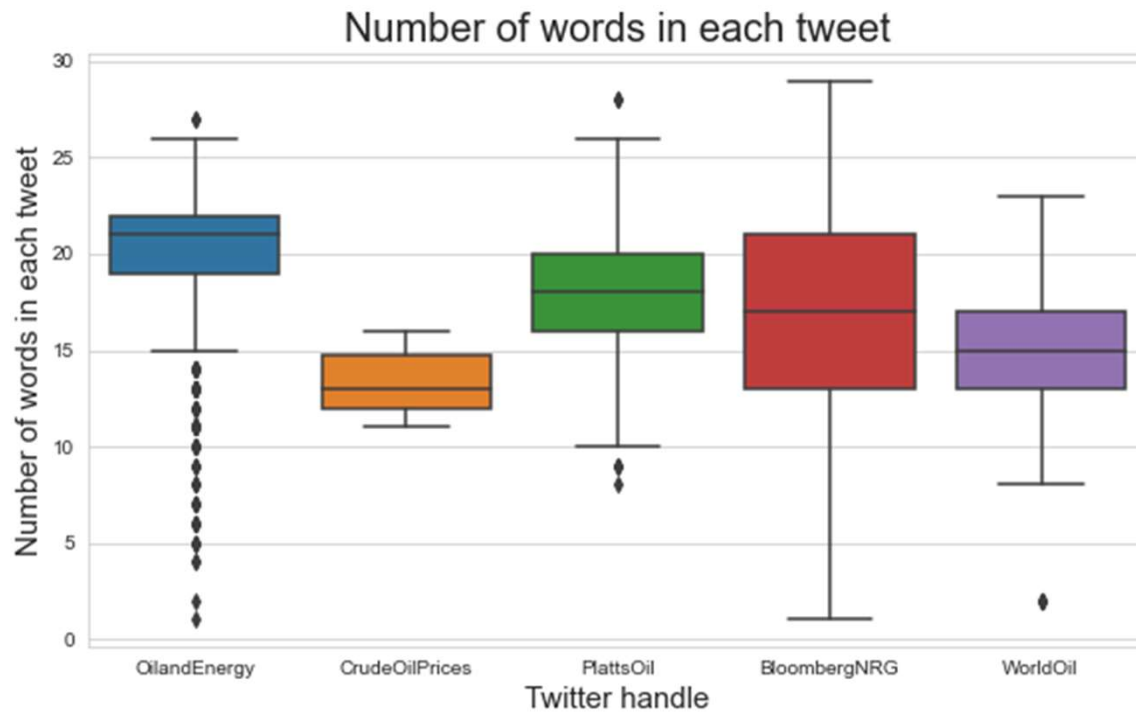 Number of words in each tweet
Number of words in each tweet
30
25
20
15
10
5
0
OilandEnergy CrudeOilPrices PlattsOil BloombergNRG WorldOil
Twitter handle